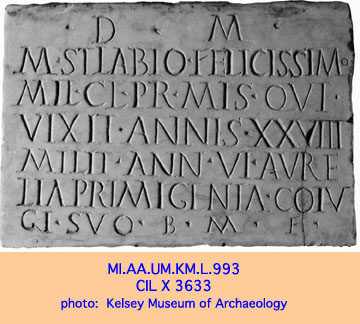 D · M
M · STLABIO · FELICISSIMO
MIL · CL · PR · MIS · QVI
VIXIT · ANNIS · XXVIII
MILIT · ANN · VI · AVRE
LIA PRIMIGENIA · COIV
GI · SVO · B · M · F ·
MI.AA.UM.KM.L.993
CIL X 3633
photo: Kelsey Museum of Archaeology